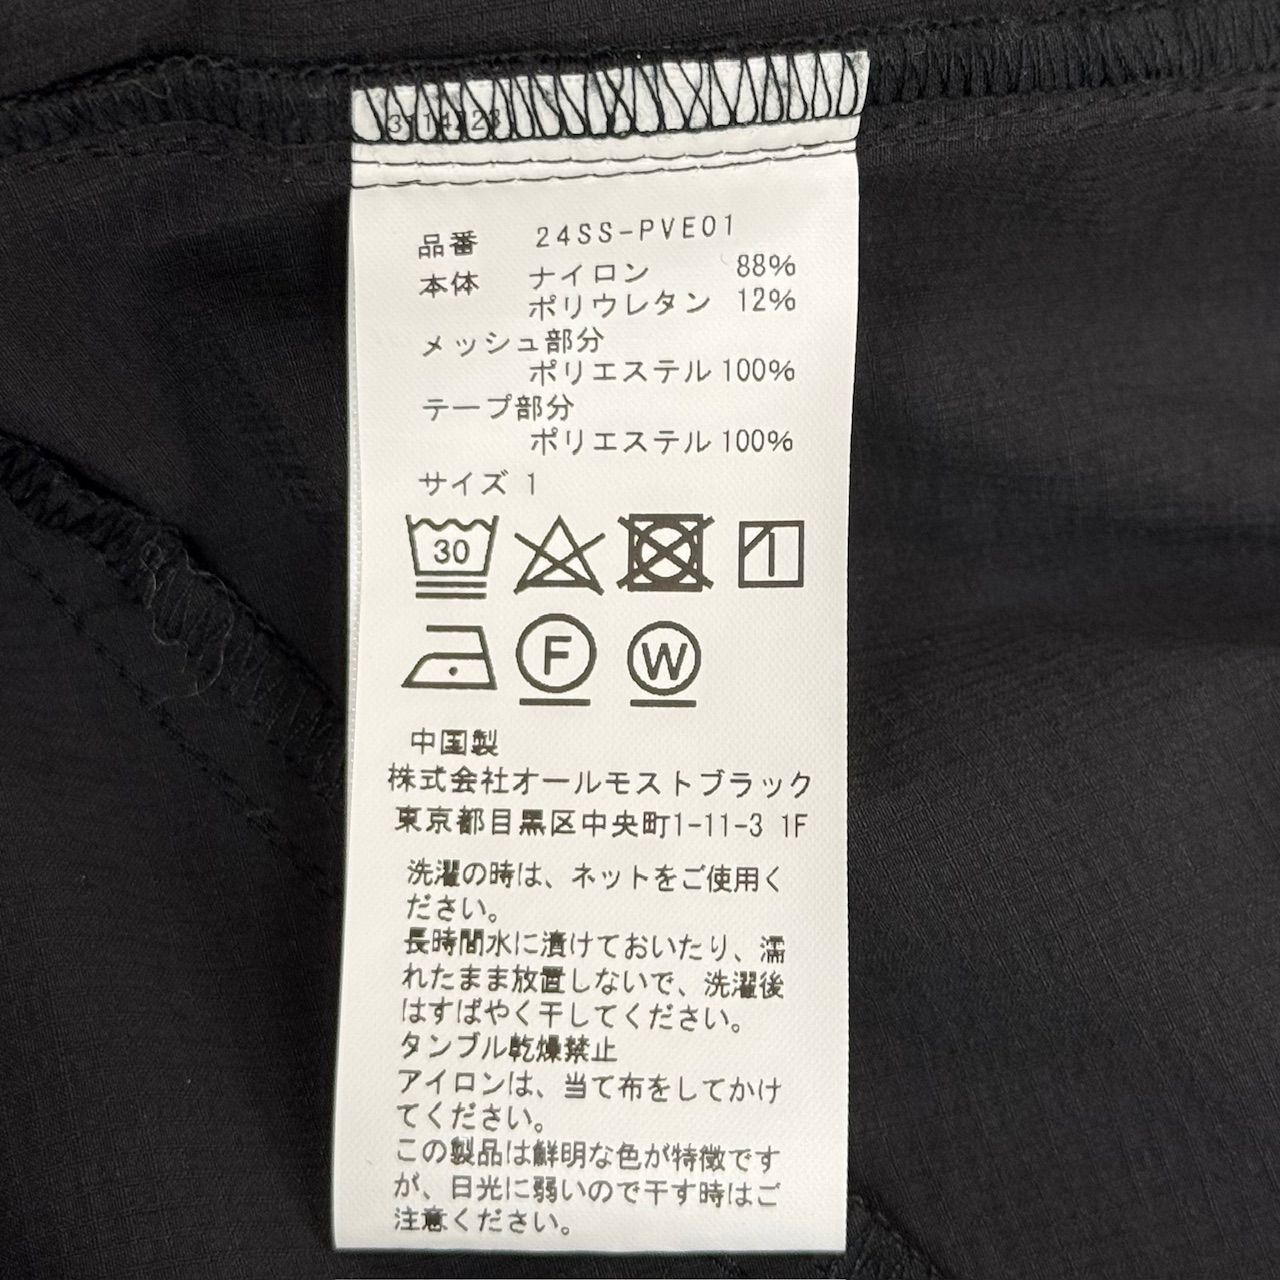 品番 24SS-PVE01
本体 ナイロン 88%
ポリウレタン 12%
メッシュ部分
ポリエステル 100%
テープ部分
ポリエステル 100%
サイズ 1
30
F W
中国製
株式会社オールモストブラック
東京都目黒区中央町1-11-3 1F
洗濯の時は、ネットをご使用く
ださい。
長時間水に漬けておいたり、濡
れたまま放置しないで、洗濯後
はすばやく干してください。
タンブル乾燥禁止
アイロンは、当て布をしてかけ
てください。
この製品は鮮明な色が特徴です
が、日光に弱いので干す時はご
注意ください。